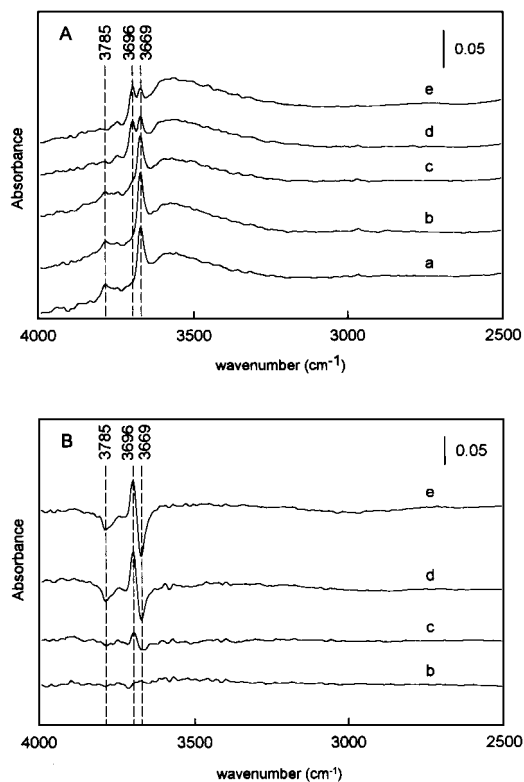 A
3785
3696
3669
0.05
Absorbance
e
d
c
b
a
4000
3500
3000
2500
wavenumber (cm⁻¹)
B
3785
3696
3669
0.05
Absorbance
e
d
c
b
4000
3500
3000
2500
wavenumber (cm⁻¹)